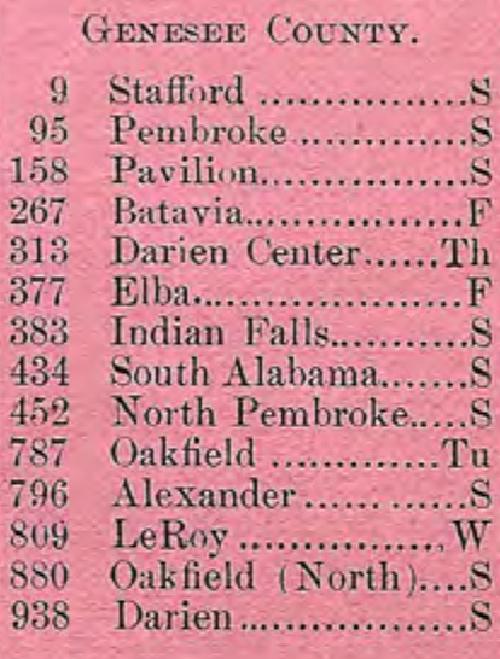 GENESEE COUNTY.
9 Stafford ................S
95 Pembroke ..............S
158 Pavilion................S
267 Batavia.................F
313 Darien Center......Th
377 Elba.....................F
383 Indian Falls...........S
434 South Alabama.......S
452 North Pembroke.....S
787 Oakfield .............Tu
796 Alexander ...... ......S
809 LeRoy ................. W
880 Oakfield (North)....S
938 Darien..................S